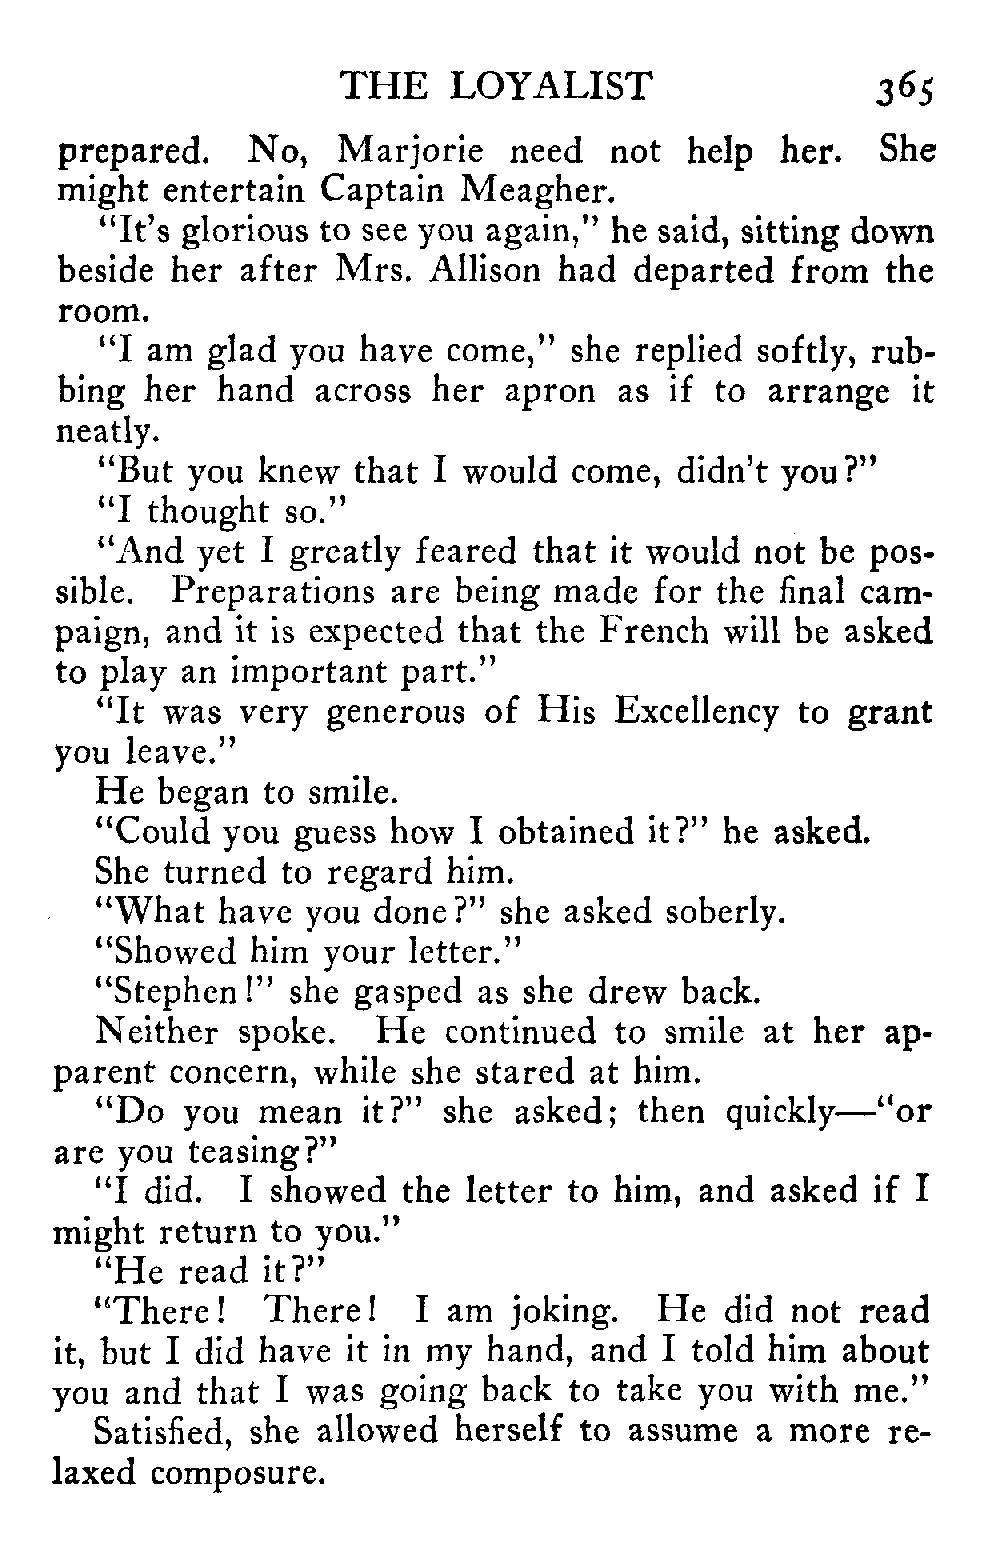 THE LOYALIST 365
prepared. No, Marjorie need not help her. She
might entertain Captain Meagher.
"It's glorious to see you again," he said, sitting down
beside her after Mrs. Allison had departed from the
room.
"I am glad you have come," she replied softly, rub-
bing her hand across her apron as if to arrange it
neatly.
"But you knew that I would come, didn't you?"
"I thought so."
"And yet I greatly feared that it would not be pos-
sible. Preparations are being made for the final cam-
paign, and it is expected that the French will be asked
to play an important part."
"It was very generous of His Excellency to grant
you leave."
He began to smile.
"Could you guess how I obtained it?" he asked.
She turned to regard him.
"What have you done?" she asked soberly.
"Showed him your letter."
"Stephen!" she gasped as she drew back.
Neither spoke. He continued to smile at her ap-
parent concern, while she stared at him.
"Do you mean it?" she asked; then quickly—"or
are you teasing?"
"I did. I showed the letter to him, and asked if I
might return to you."
"He read it?"
"There! There! I am joking. He did not read
it, but I did have it in my hand, and I told him about
you and that I was going back to take you with me."
Satisfied, she allowed herself to assume a more re-
laxed composure.